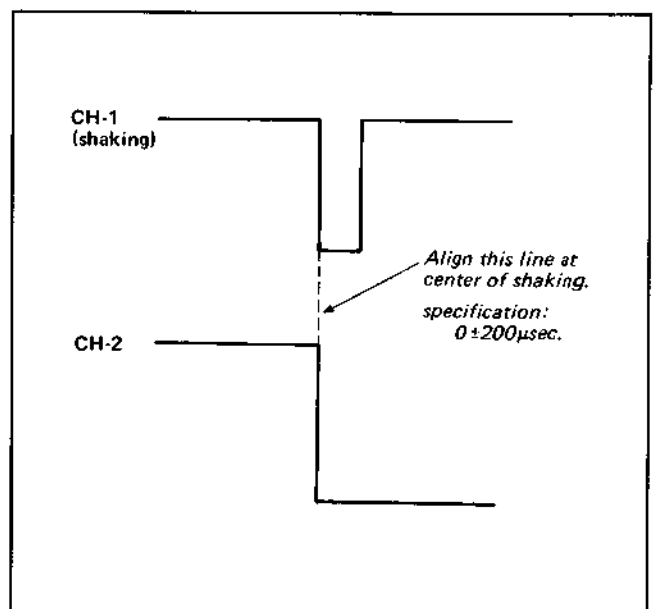 CH-1
(shaking)
Align this line at
center of shaking.
specification:
0±200μsec.
CH-2